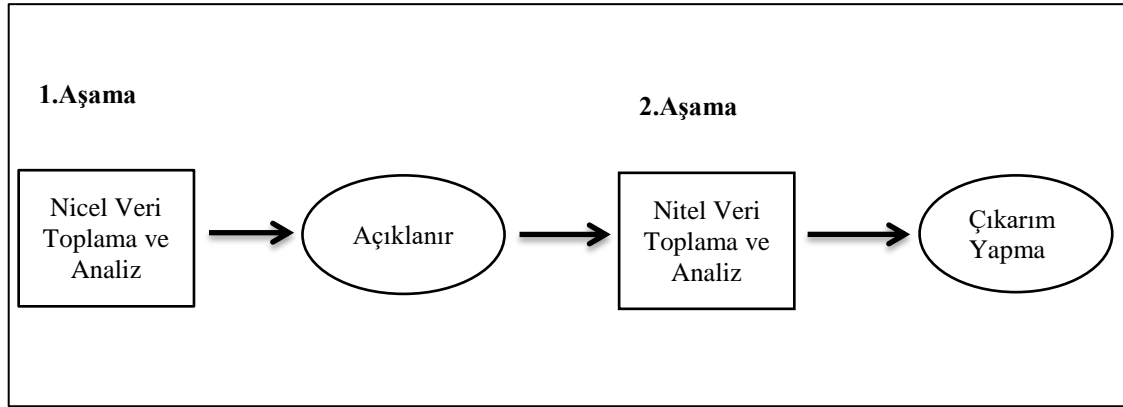 1.Aşama
2.Aşama
Nicel Veri
Toplama ve
Analiz
Açıklanır
Nitel Veri
Toplama ve
Analiz
Çıkarım
Yapma